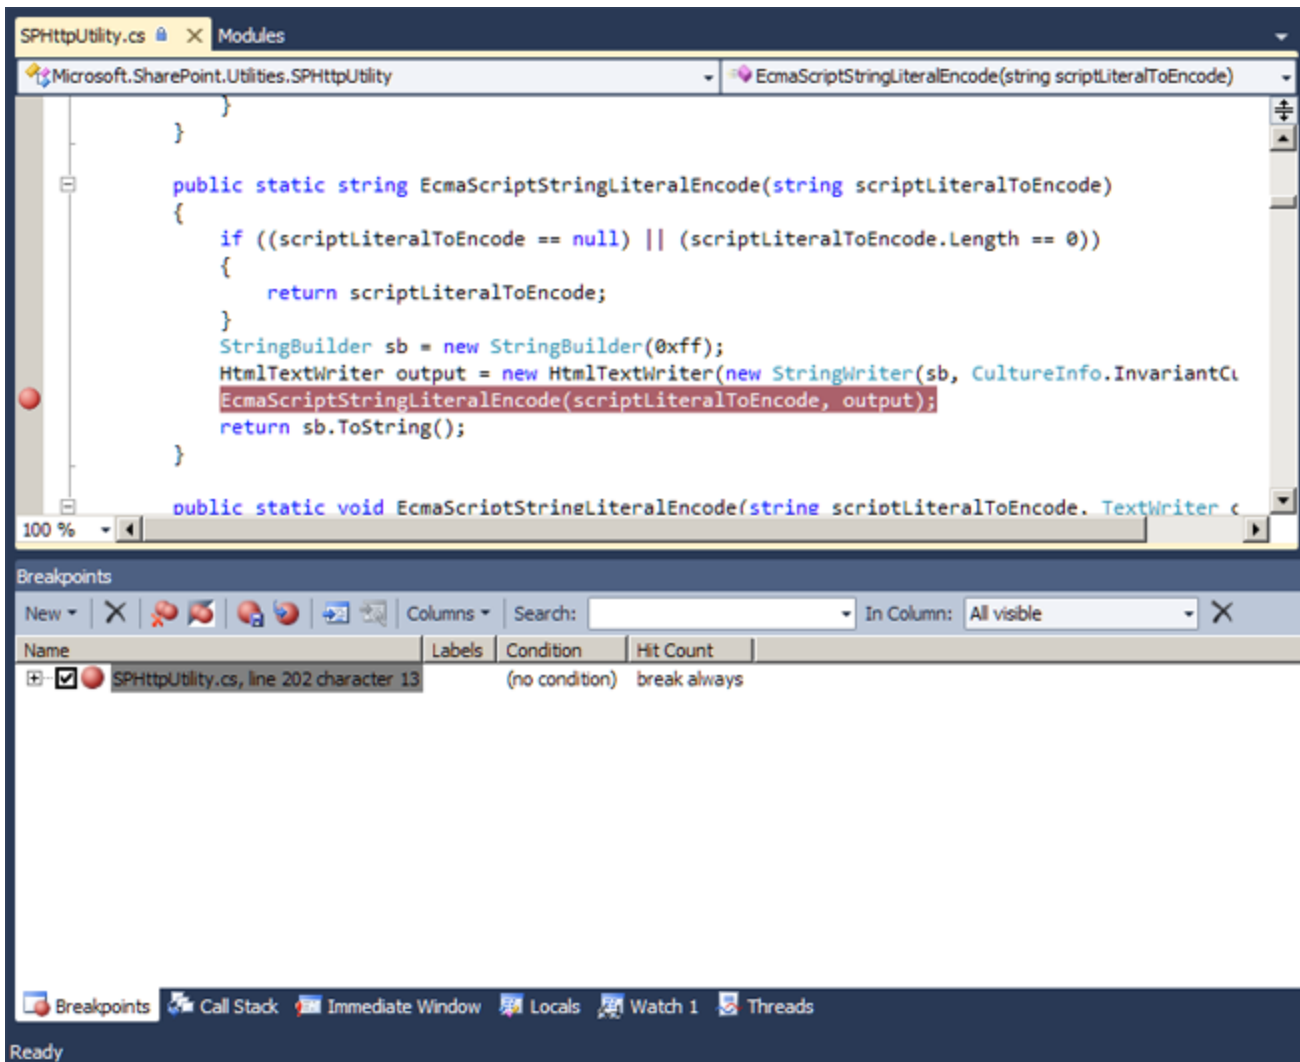 SPHttpUtility.cs Modules
Microsoft.SharePoint.Utilities.SPHttpUtility EcmaScriptStringLiteralEncode(string scriptLiteralToEncode)
}
}
public static string EcmaScriptStringLiteralEncode(string scriptLiteralToEncode)
{
if ((scriptLiteralToEncode == null) || (scriptLiteralToEncode.Length == 0))
{
return scriptLiteralToEncode;
}
StringBuilder sb = new StringBuilder(0xff);
HtmlTextWriter output = new HtmlTextWriter(new StringWriter(sb, CultureInfo.InvariantCu
EcmaScriptStringLiteralEncode(scriptLiteralToEncode, output);
return sb.ToString();
}
public static void EcmaScriptStringLiteralEncode(string scriptLiteralToEncode, TextWriter
100 %
Breakpoints
New Columns Search: In Column: All visible
Name Labels Condition Hit Count
SPHttpUtility.cs, line 202 character 13 (no condition) break always
Breakpoints Call Stack Immediate Window Locals Watch 1 Threads
Ready